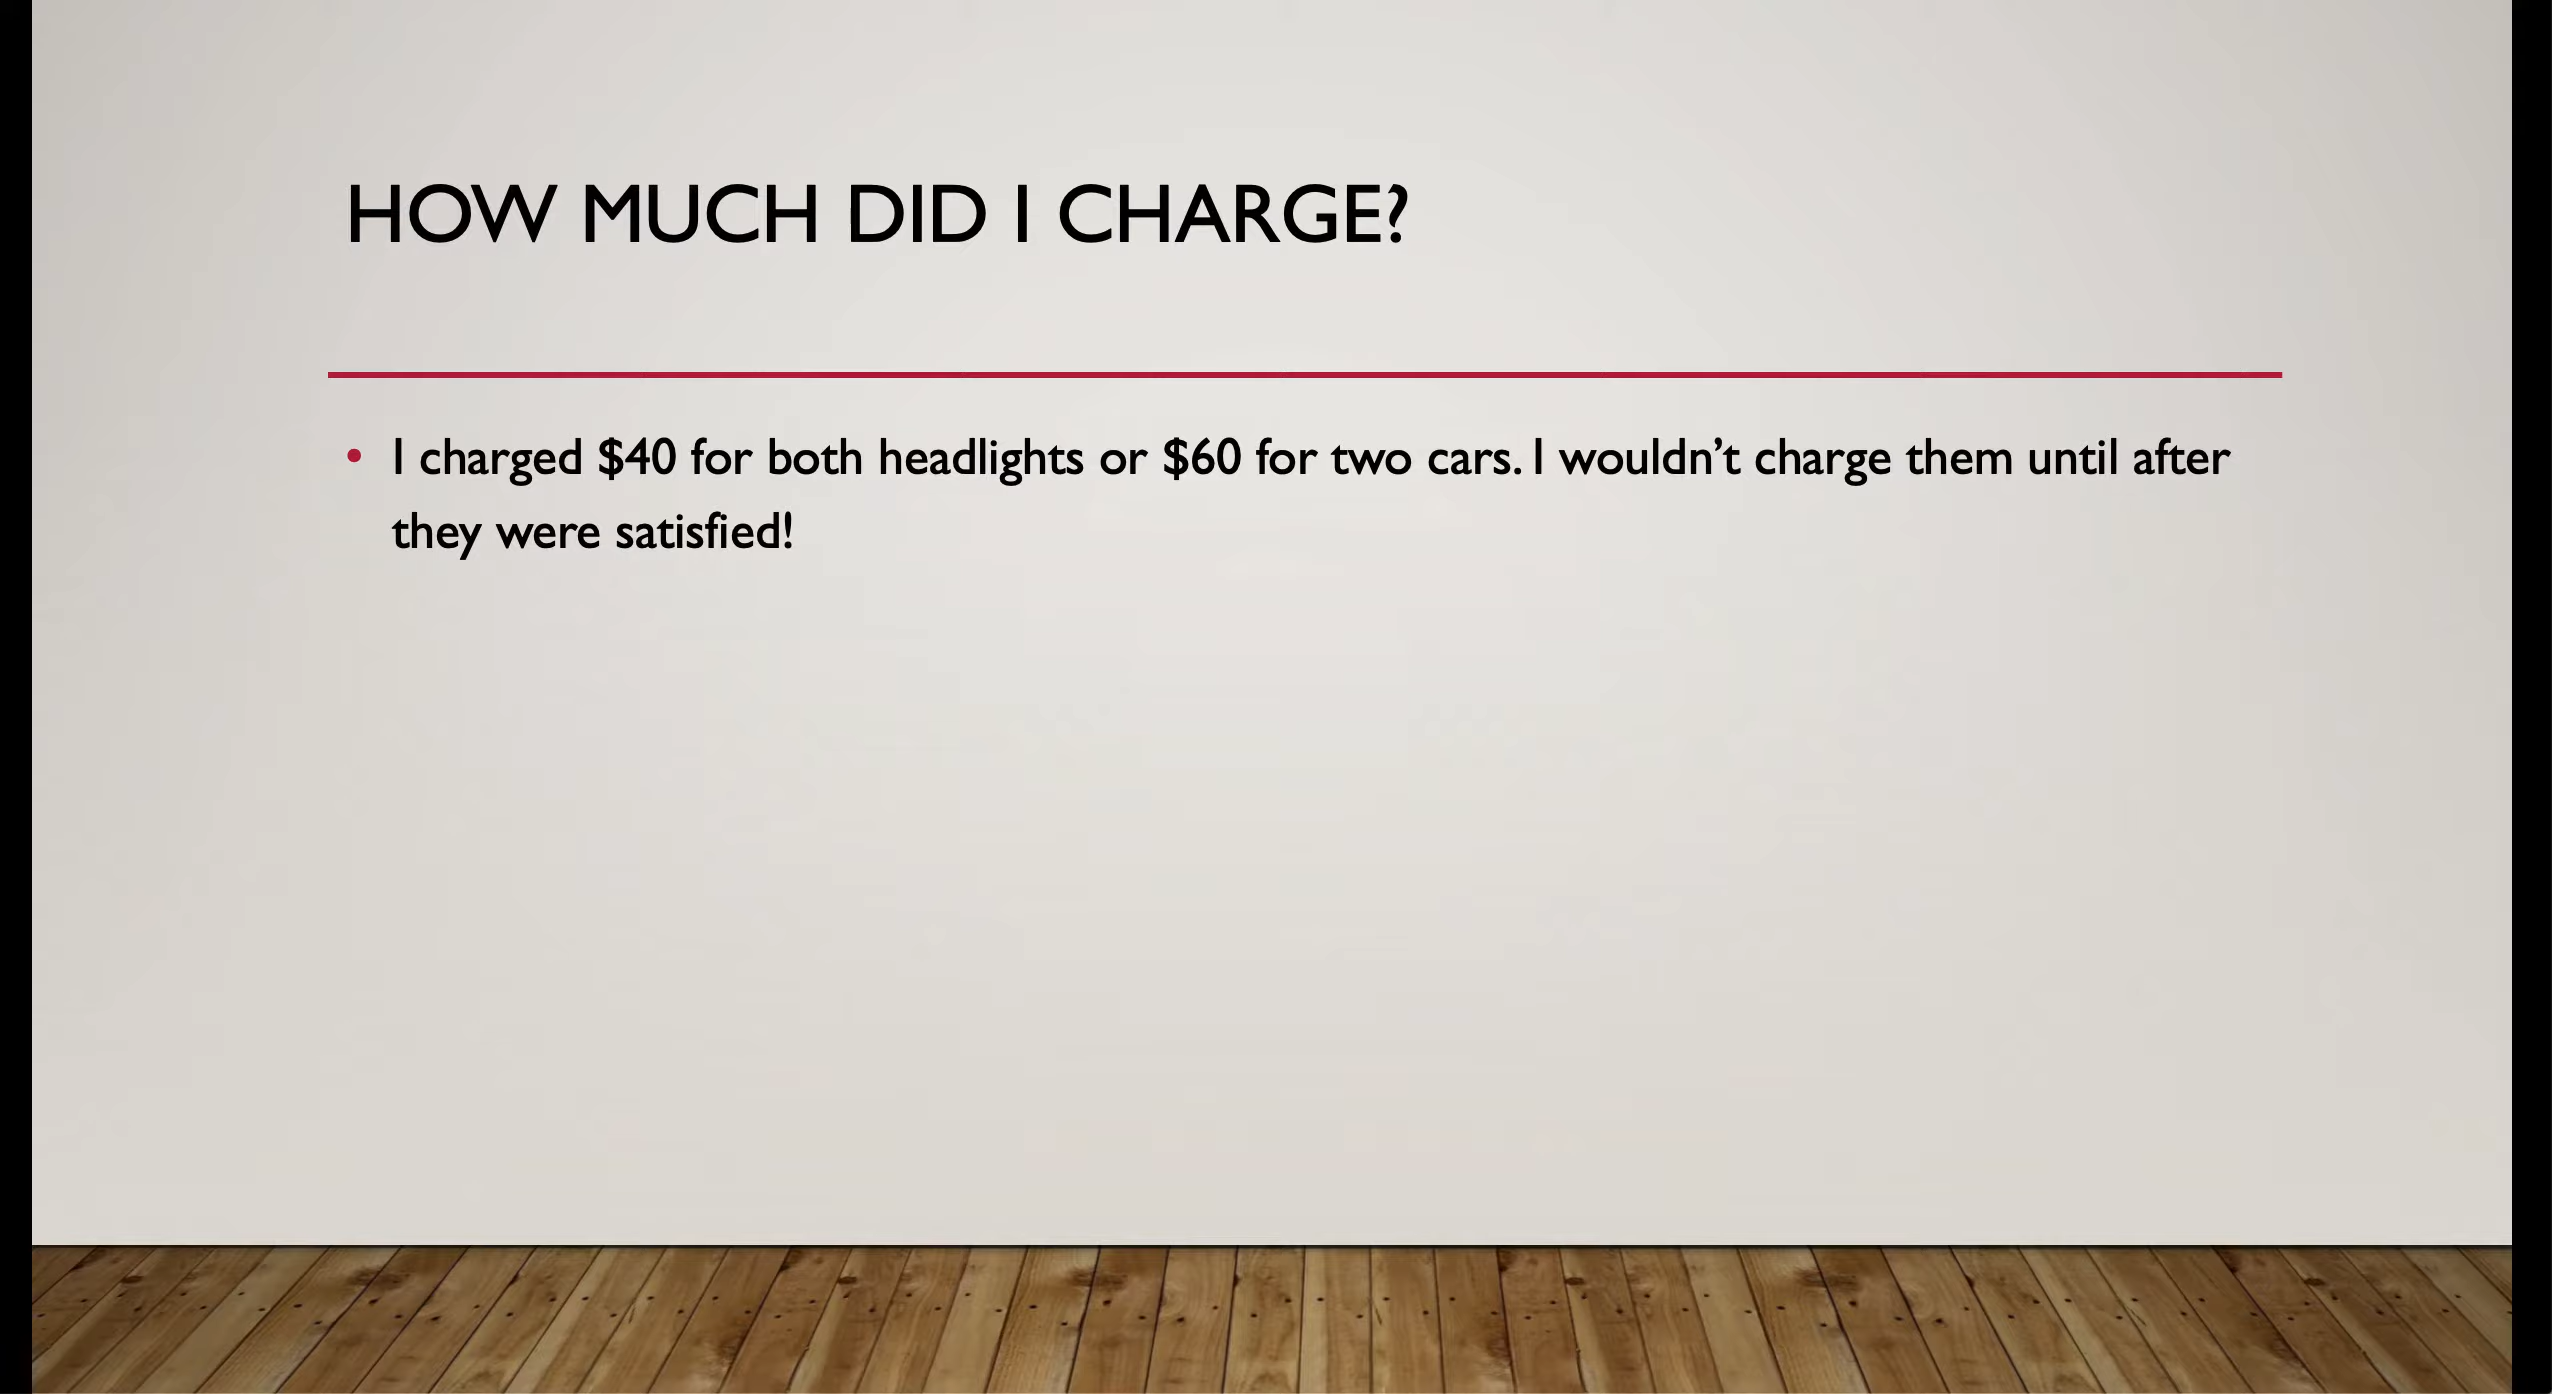 HOW MUCH DID I CHARGE?
• I charged $40 for both headlights or $60 for two cars. I wouldn’t charge them until after
they were satisfied!